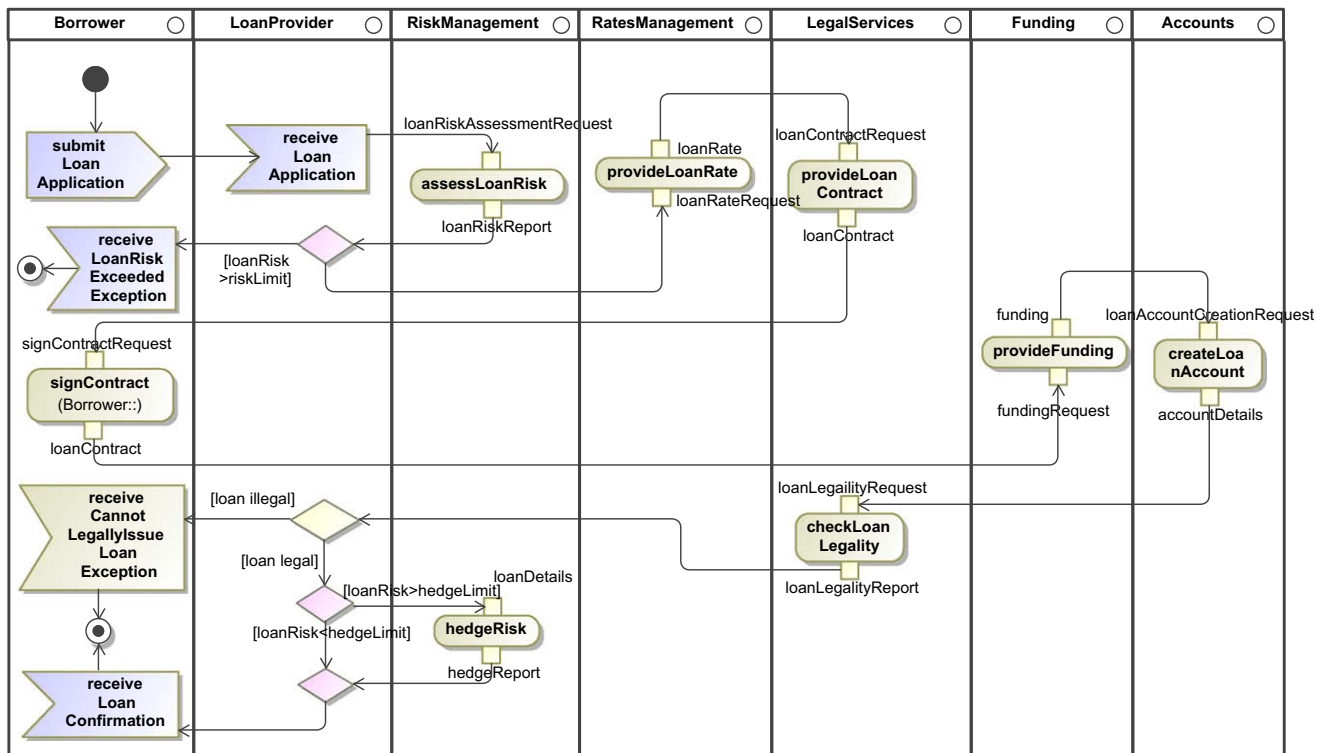 Borrower
LoanProvider
RiskManagement
RatesManagement
LegalServices
Funding
Accounts
submit
Loan
Application
receive
Loan
Application
loanRiskAssessmentRequest
assessLoanRisk
loanRiskReport
loanRate
provideLoanRate
loanRateRequest
loanContractRequest
provideLoan
Contract
loanContract
receive
LoanRisk
Exceeded
Exception
[loanRisk
>riskLimit]
signContractRequest
signContract
(Borrower::)
loanContract
funding
provideFunding
fundingRequest
loanAccountCreationRequest
createLoa
nAccount
accountDetails
receive
Cannot
LegallyIssue
Loan
Exception
[loan illegal]
[loan legal]
loanLegailityRequest
checkLoan
Legality
loanLegalityReport
[loanRisk>hedgeLimit]
loanDetails
[loanRisk<hedgeLimit]
hedgeRisk
hedgeReport
receive
Loan
Confirmation